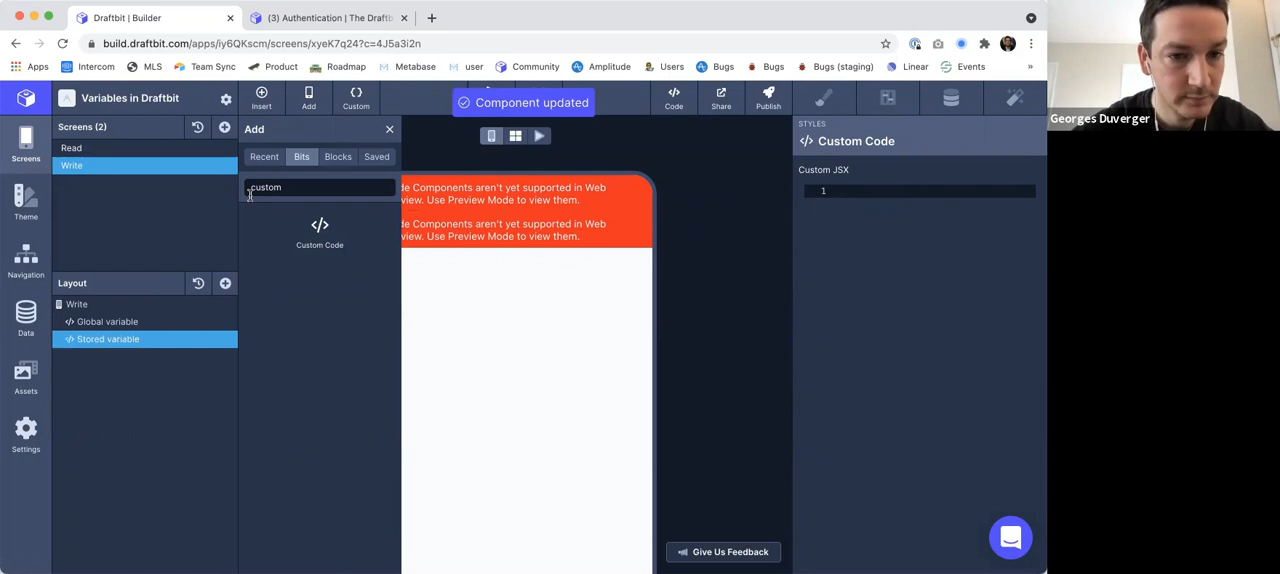 Draftbit | Builder
(3) Authentication | The Draftb
build.draftbit.com/apps/iy6QKscm/screens/xyeK7q24?c=4J5a3i2n
Apps
Intercom
MLS
Team Sync
Product
Roadmap
Metabase
user
Community
Amplitude
Users
Bugs
Bugs (staging)
Linear
Events
»
Variables in Draftbit
Insert
Add
Custom
Component updated
Code
Share
Publish
Screens
Theme
Navigation
Data
Assets
Settings
Screens (2)
Read
Write
Layout
Write
Global variable
Stored variable
Add
Recent
Bits
Blocks
Saved
custom
Custom Code
de Components aren't yet supported in Web
view. Use Preview Mode to view them.
de Components aren't yet supported in Web
view. Use Preview Mode to view them.
Give Us Feedback
STYLES
Custom Code
Custom JSX
1
Georges Duverger